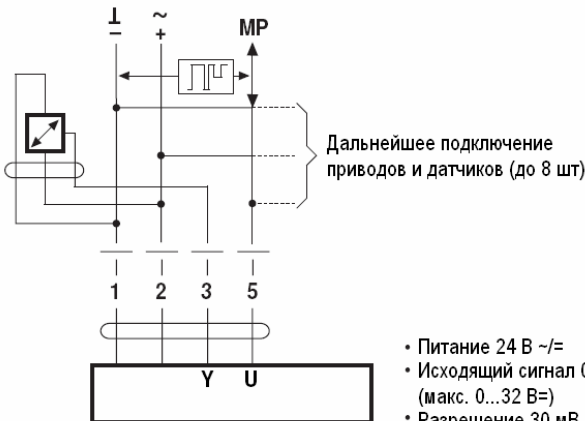 ⊥ ~ MP
– +
Дальнейшее подключение
приводов и датчиков (до 8 шт)
1 2 3 5
Y U
• Питание 24 В ~/=
• Исходящий сигнал 0
(макс. 0...32 В=)
• Разрешение 30 мВ